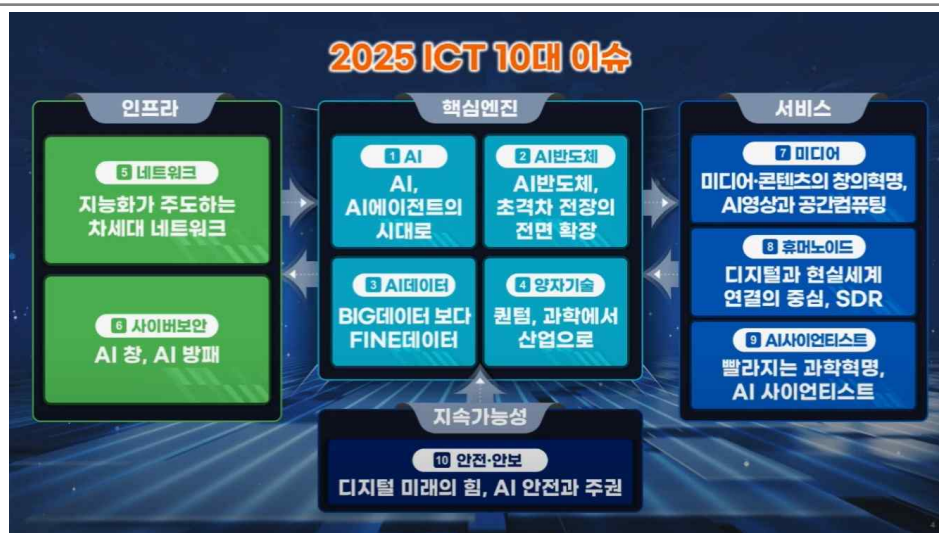 2025 ICT 10대 이슈
인프라
5 네트워크
지능화가 주도하는
차세대 네트워크
6 사이버보안
AI 창, AI 방패
핵심엔진
1 AI
AI,
AI에이전트의
시대로
2 AI반도체
AI반도체,
초격차 전장의
전면 확장
3 AI데이터
BIG데이터 보다
FINE데이터
4 양자기술
퀀텀, 과학에서
산업으로
서비스
7 미디어
미디어·콘텐츠의 창의혁명,
AI영상과 공간컴퓨팅
8 휴머노이드
디지털과 현실세계
연결의 중심, SDR
9 AI사이언티스트
빨라지는 과학혁명,
AI 사이언티스트
지속가능성
10 안전·안보
디지털 미래의 힘, AI 안전과 주권
4